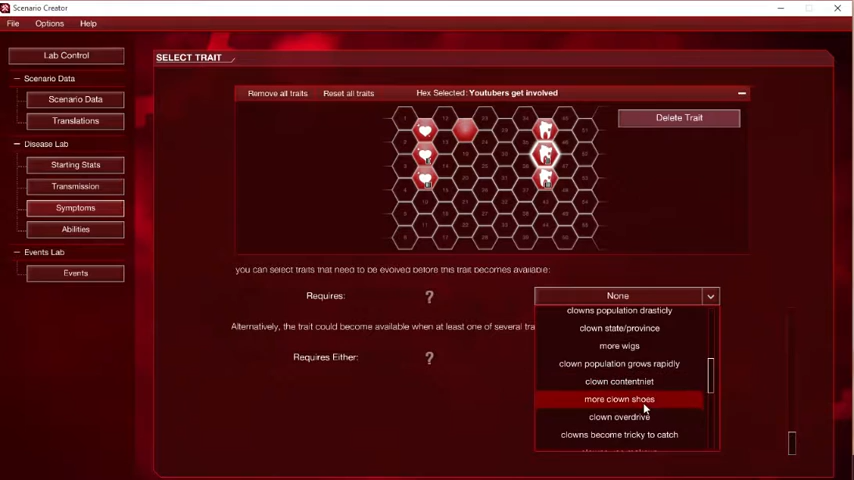 Scenario Creator
File Options Help
Lab Control
Scenario Data
Scenario Data
Translations
Disease Lab
Starting Stats
Transmission
Symptoms
Abilities
Events Lab
Events
SELECT TRAIT
Remove all traits Reset all traits Hex Selected: Youtubers get involved
Delete Trait
you can select traits that need to be evolved before this trait becomes available:
Requires: ? None
clowns population drasticly
clown state/province
Alternatively, the trait could become available when at least one of several tra
more wigs
Requires Either: ?
clown population grows rapidly
clown contentniet
more clown shoes
clown overdrive
clowns become tricky to catch